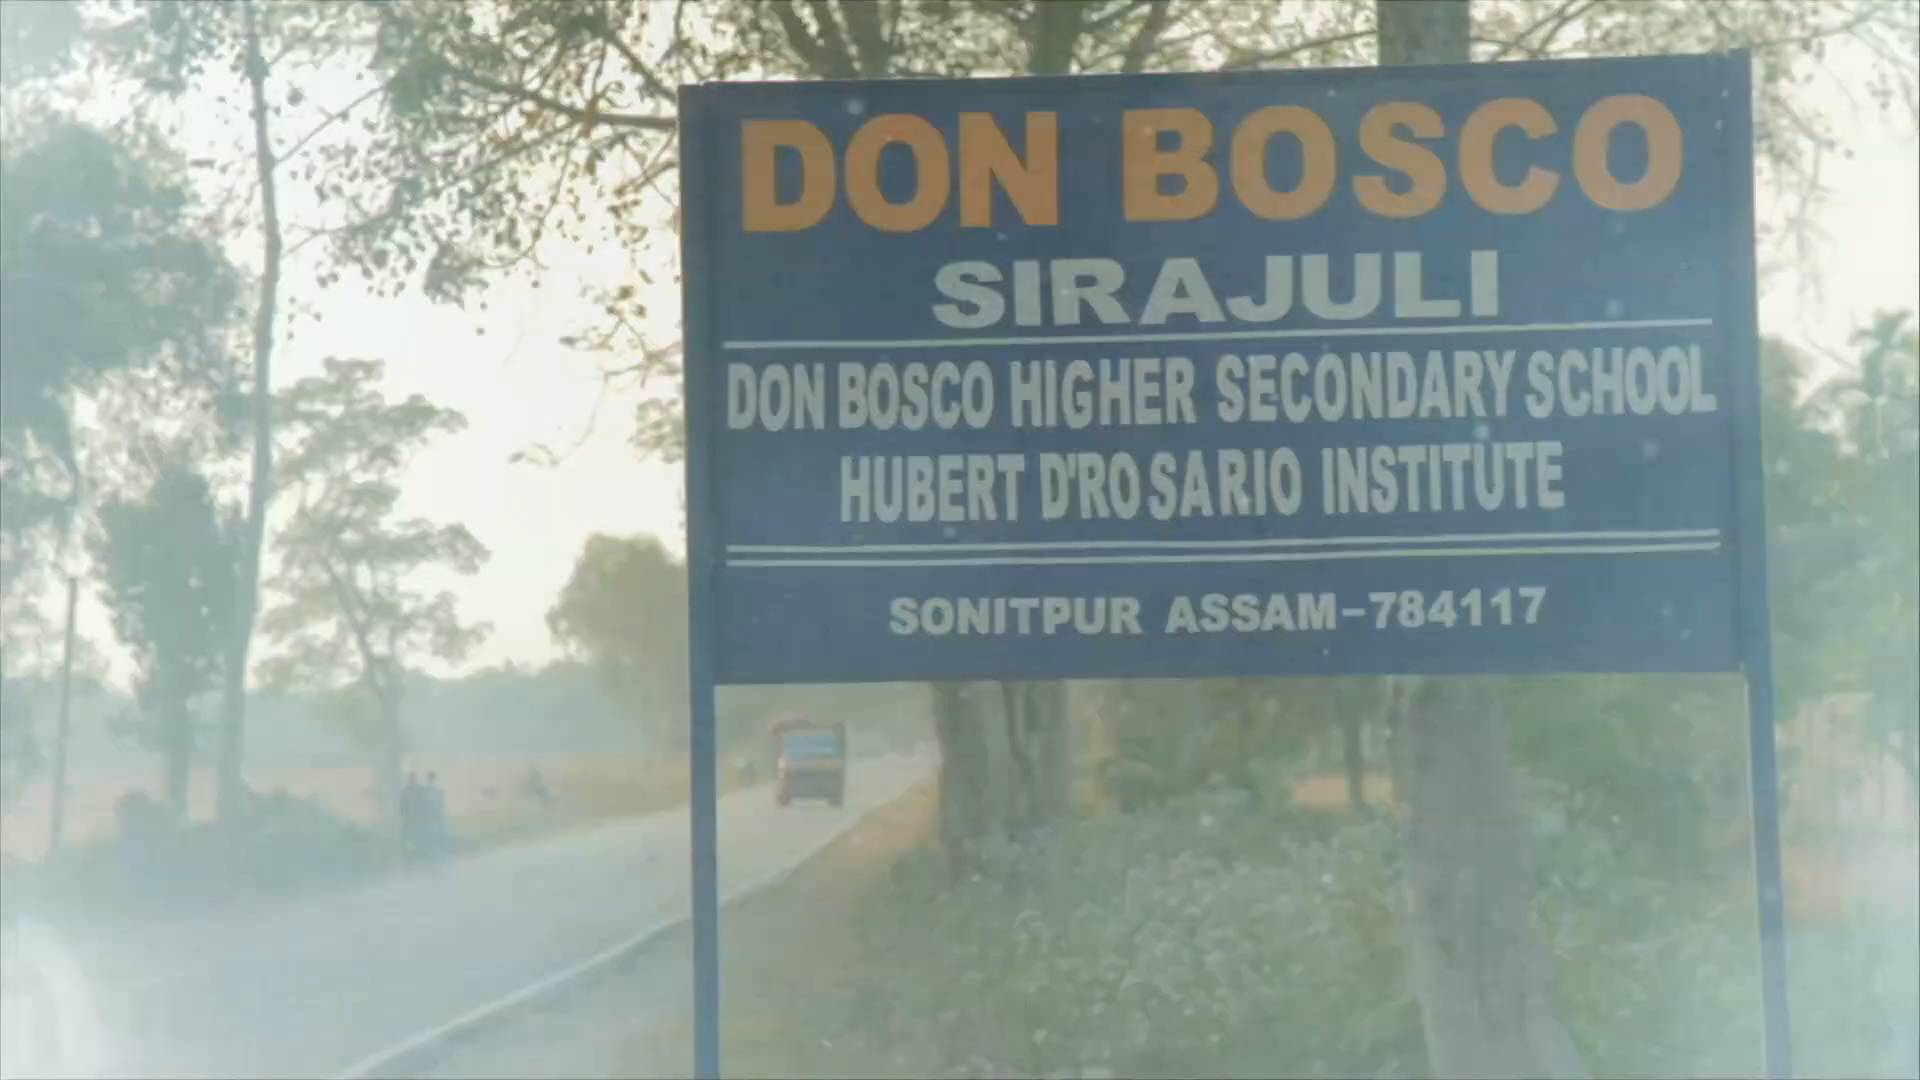 DON BOSCO
SIRAJULI
DON BOSCO HIGHER SECONDARY SCHOOL
HUBERT D'ROSARIO INSTITUTE
SONITPUR ASSAM-784117